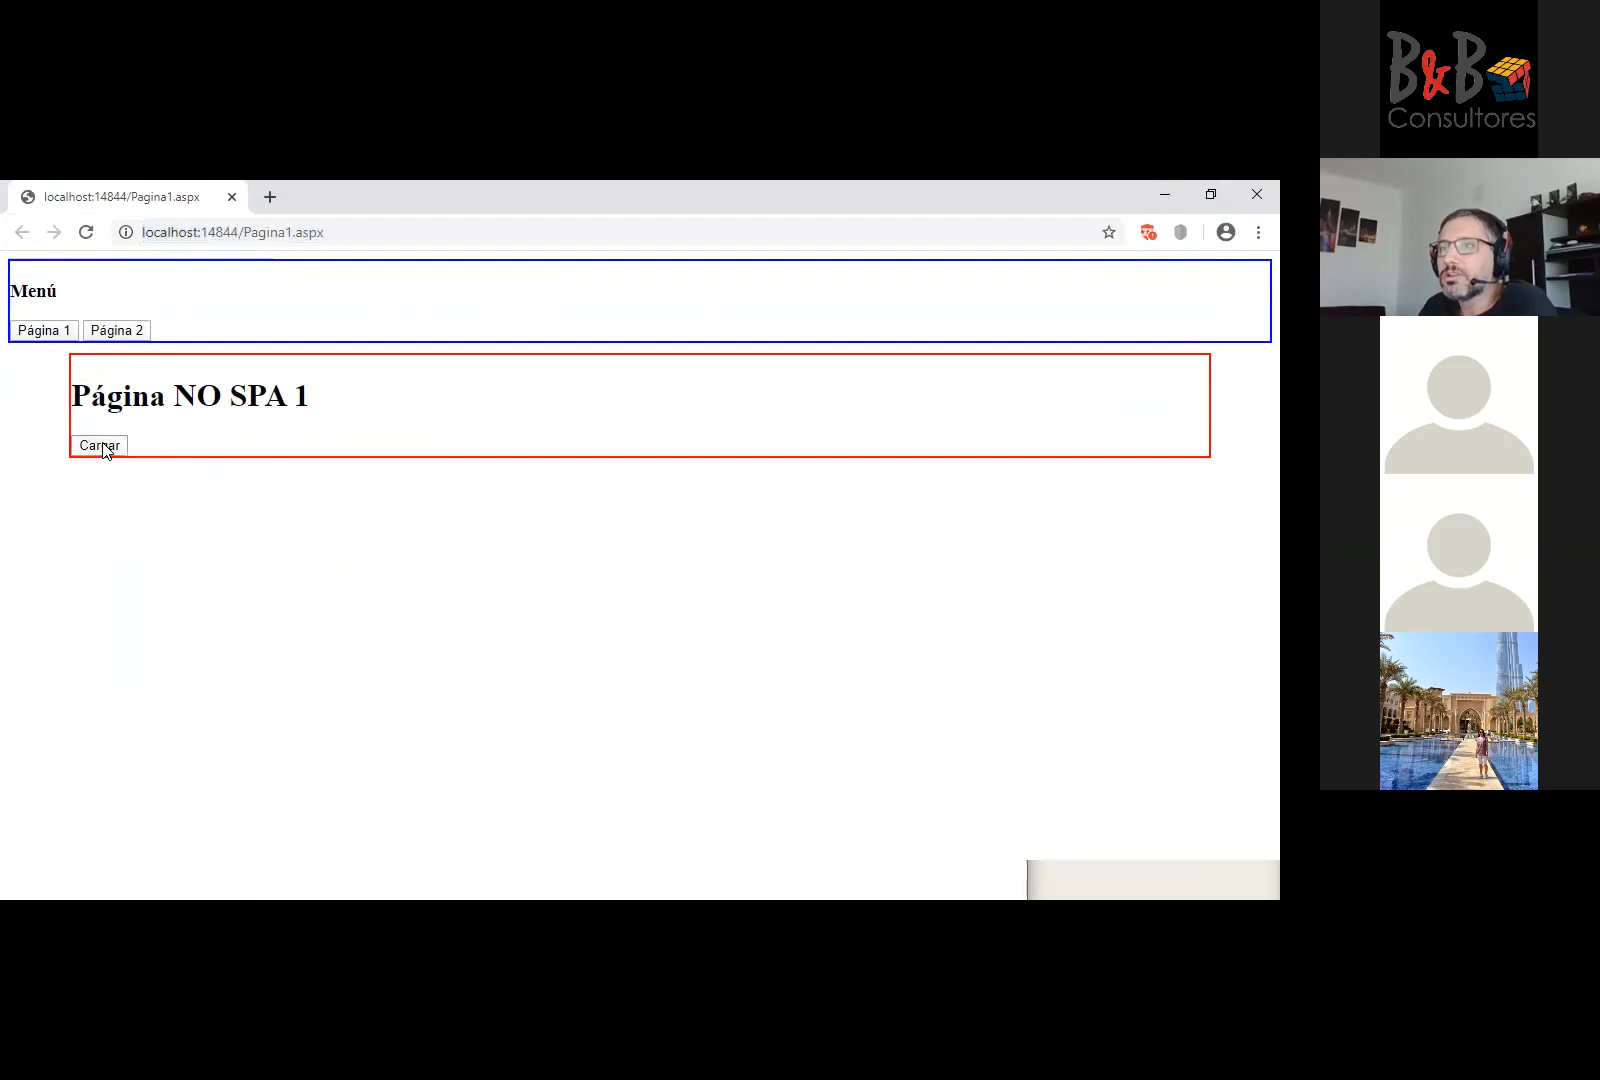 localhost:14844/Pagina1.aspx
localhost:14844/Pagina1.aspx
Menú
Página 1
Página 2
Página NO SPA 1
Cargar
B&B
Consultores